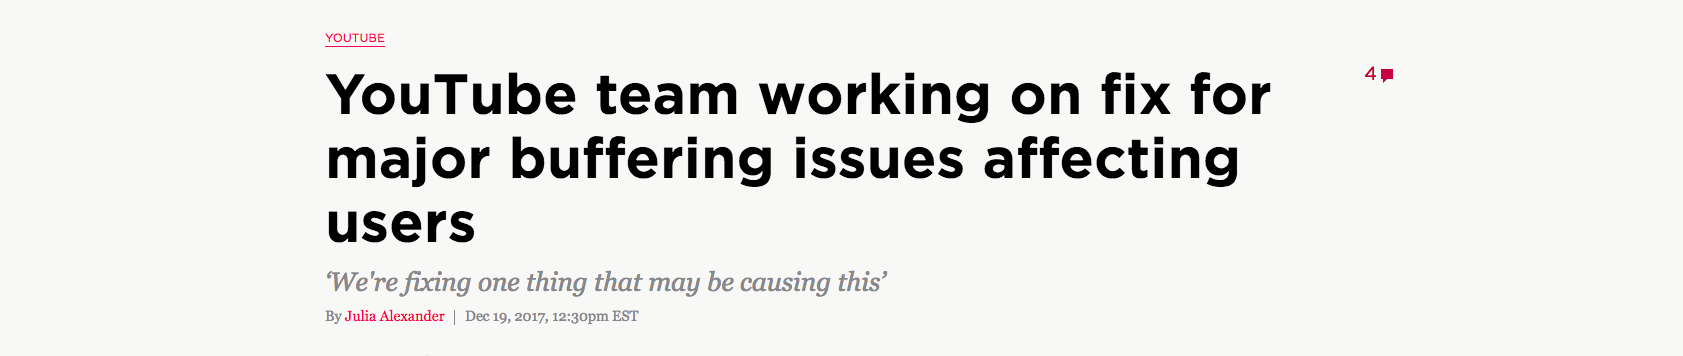 YOUTUBE
YouTube team working on fix for
4
major buffering issues affecting
users
‘We're fixing one thing that may be causing this’
By Julia Alexander | Dec 19, 2017, 12:30pm EST